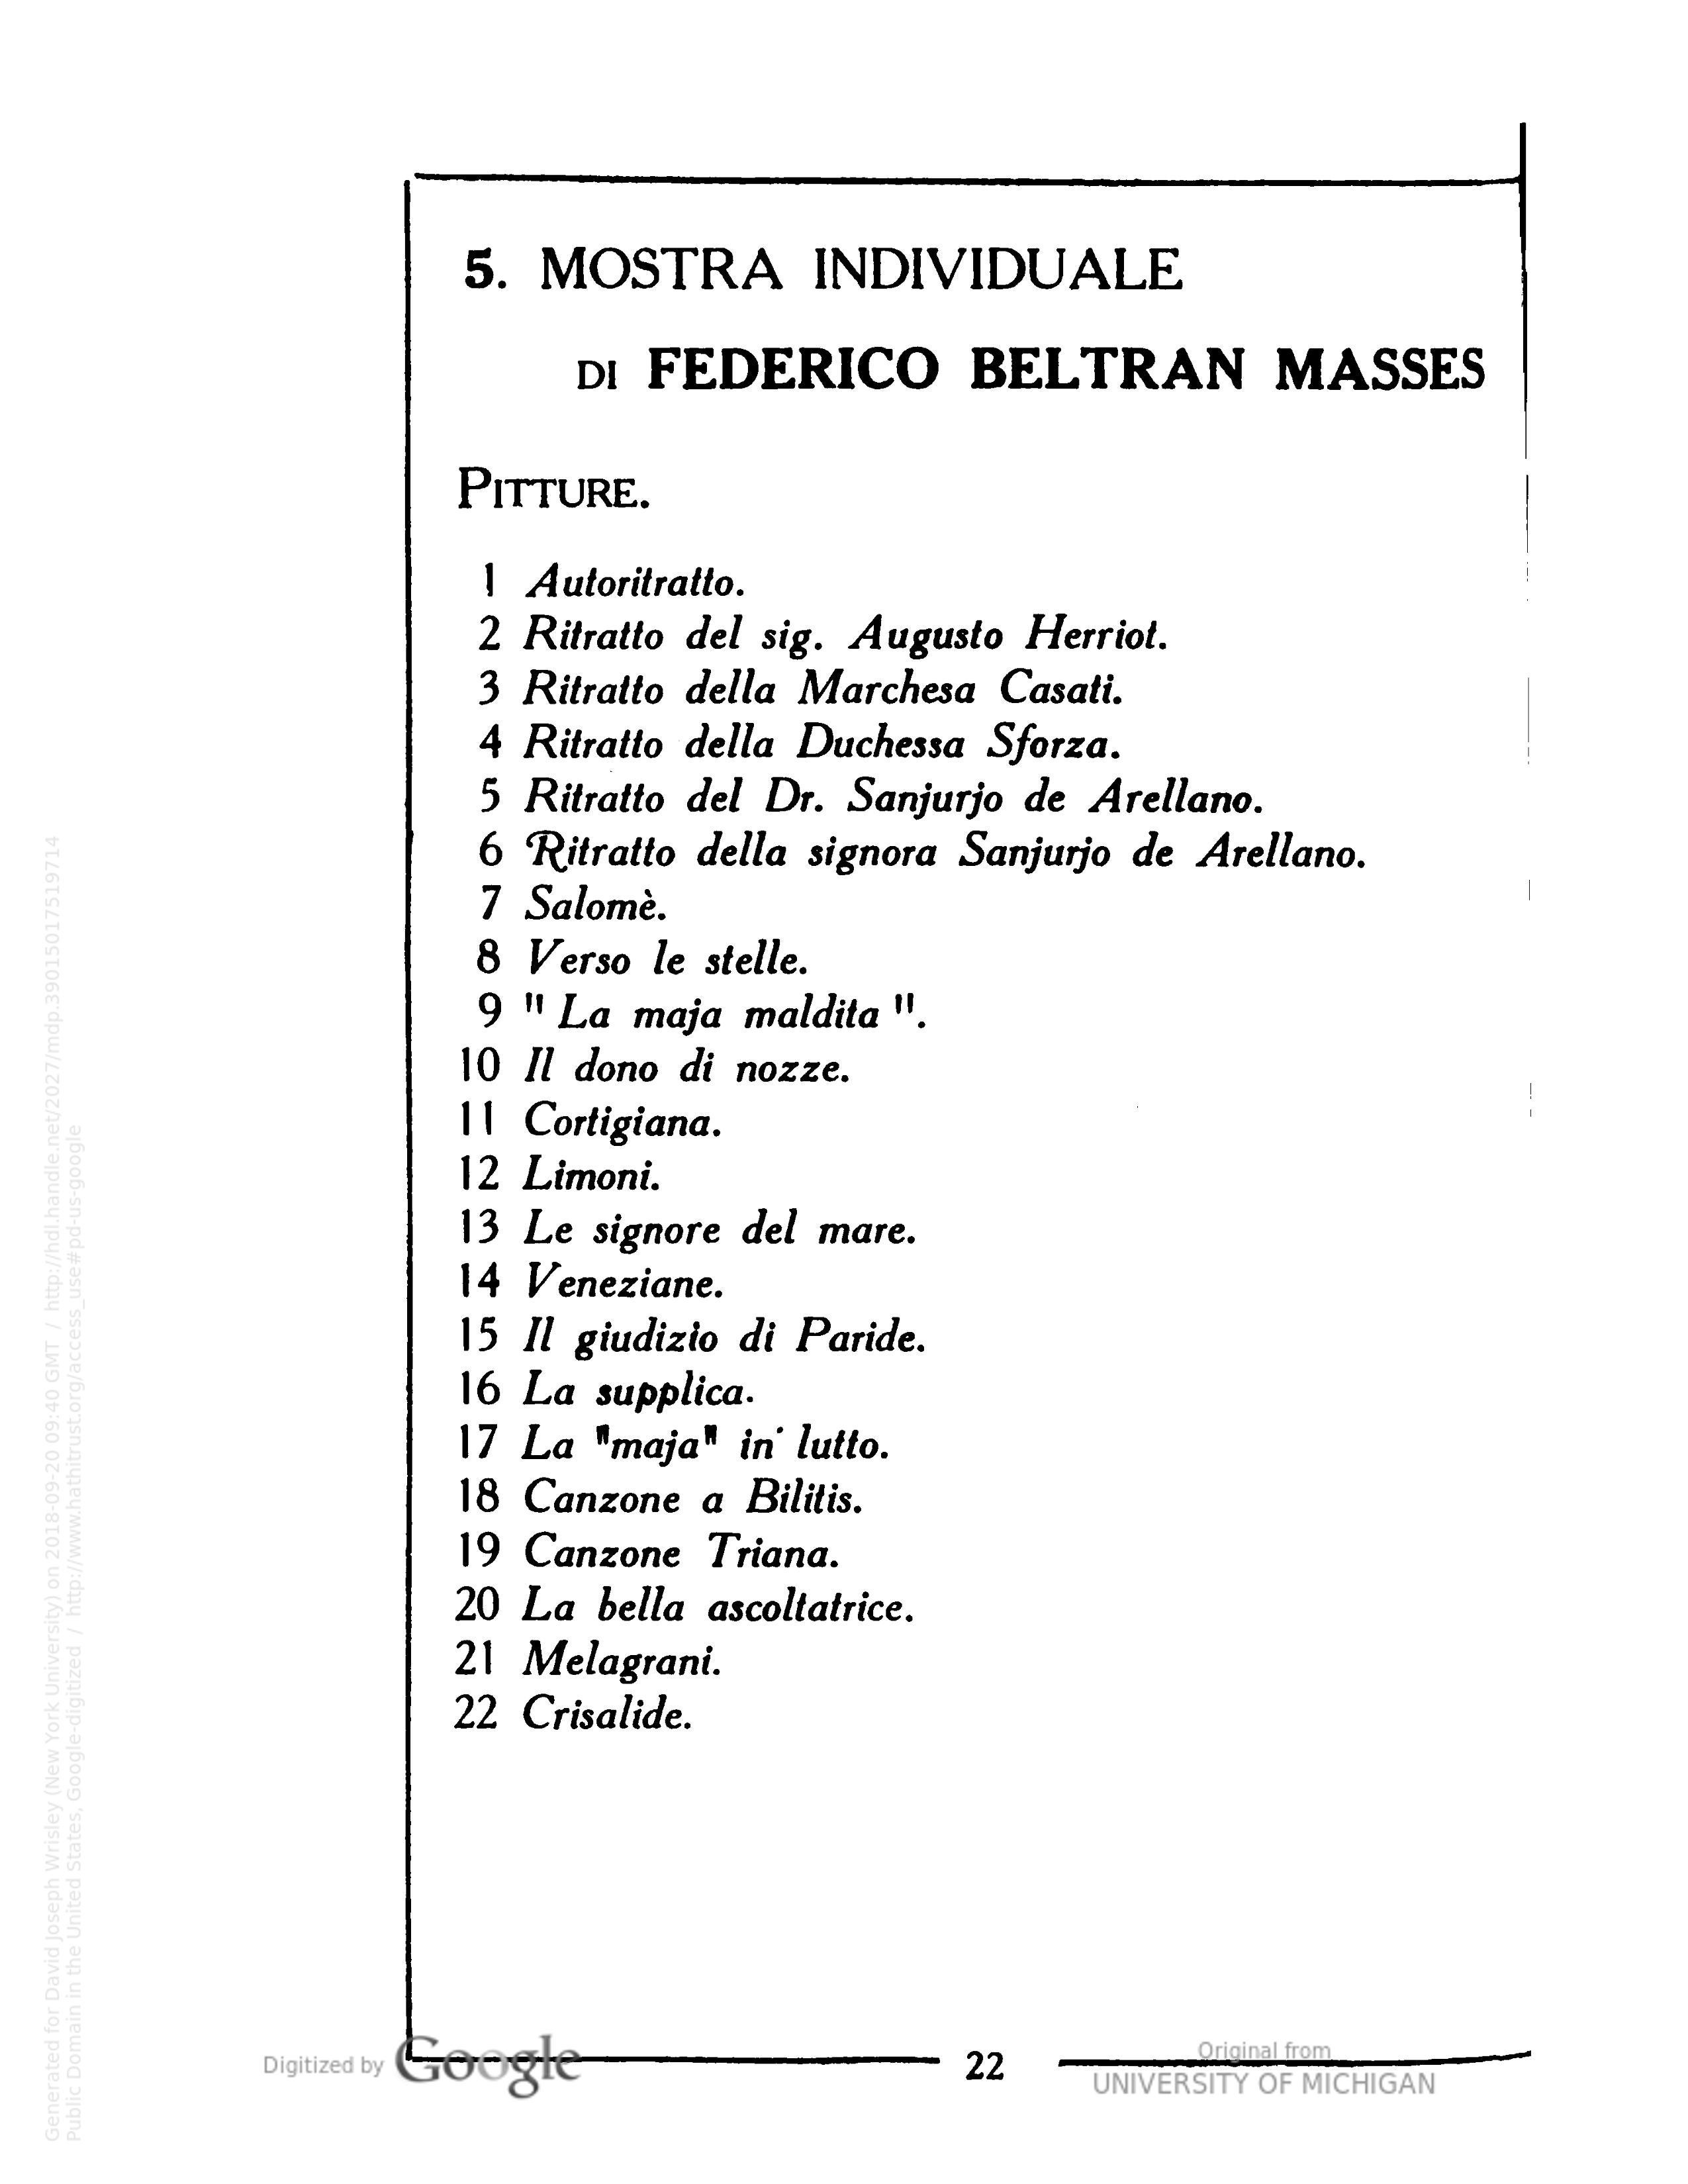 5. MOSTRA INDIVIDUALE
DI FEDERICO BELTRAN MASSES
PITTURE.
1 Autoritratto.
2 Ritratto del sig. Augusto Herriot.
3 Ritratto della Marchesa Casati.
4 Ritratto della Duchessa Sforza.
5 Ritratto del Dr. Sanjurjo de Arellano.
6 Ritratto della signora Sanjurjo de Arellano.
7 Salomè.
8 Verso le stelle.
9 " La maja maldita ".
10 Il dono di nozze.
11 Cortigiana.
12 Limoni.
13 Le signore del mare.
14 Veneziane.
15 Il giudizio di Paride.
16 La supplica.
17 La "maja" in lutto.
18 Canzone a Bilitis.
19 Canzone Triana.
20 La bella ascoltatrice.
21 Melagrani.
22 Crisalide.
22
Digitized by Google
Original from
UNIVERSITY OF MICHIGAN
Generated for David Joseph Wrisley (New York University) on 2018-09-20 09:40 GMT / http://hdl.handle.net/2027/mdp.39015017519714
Public Domain in the United States, Google-digitized / http://www.hathitrust.org/access_use#pd-us-google